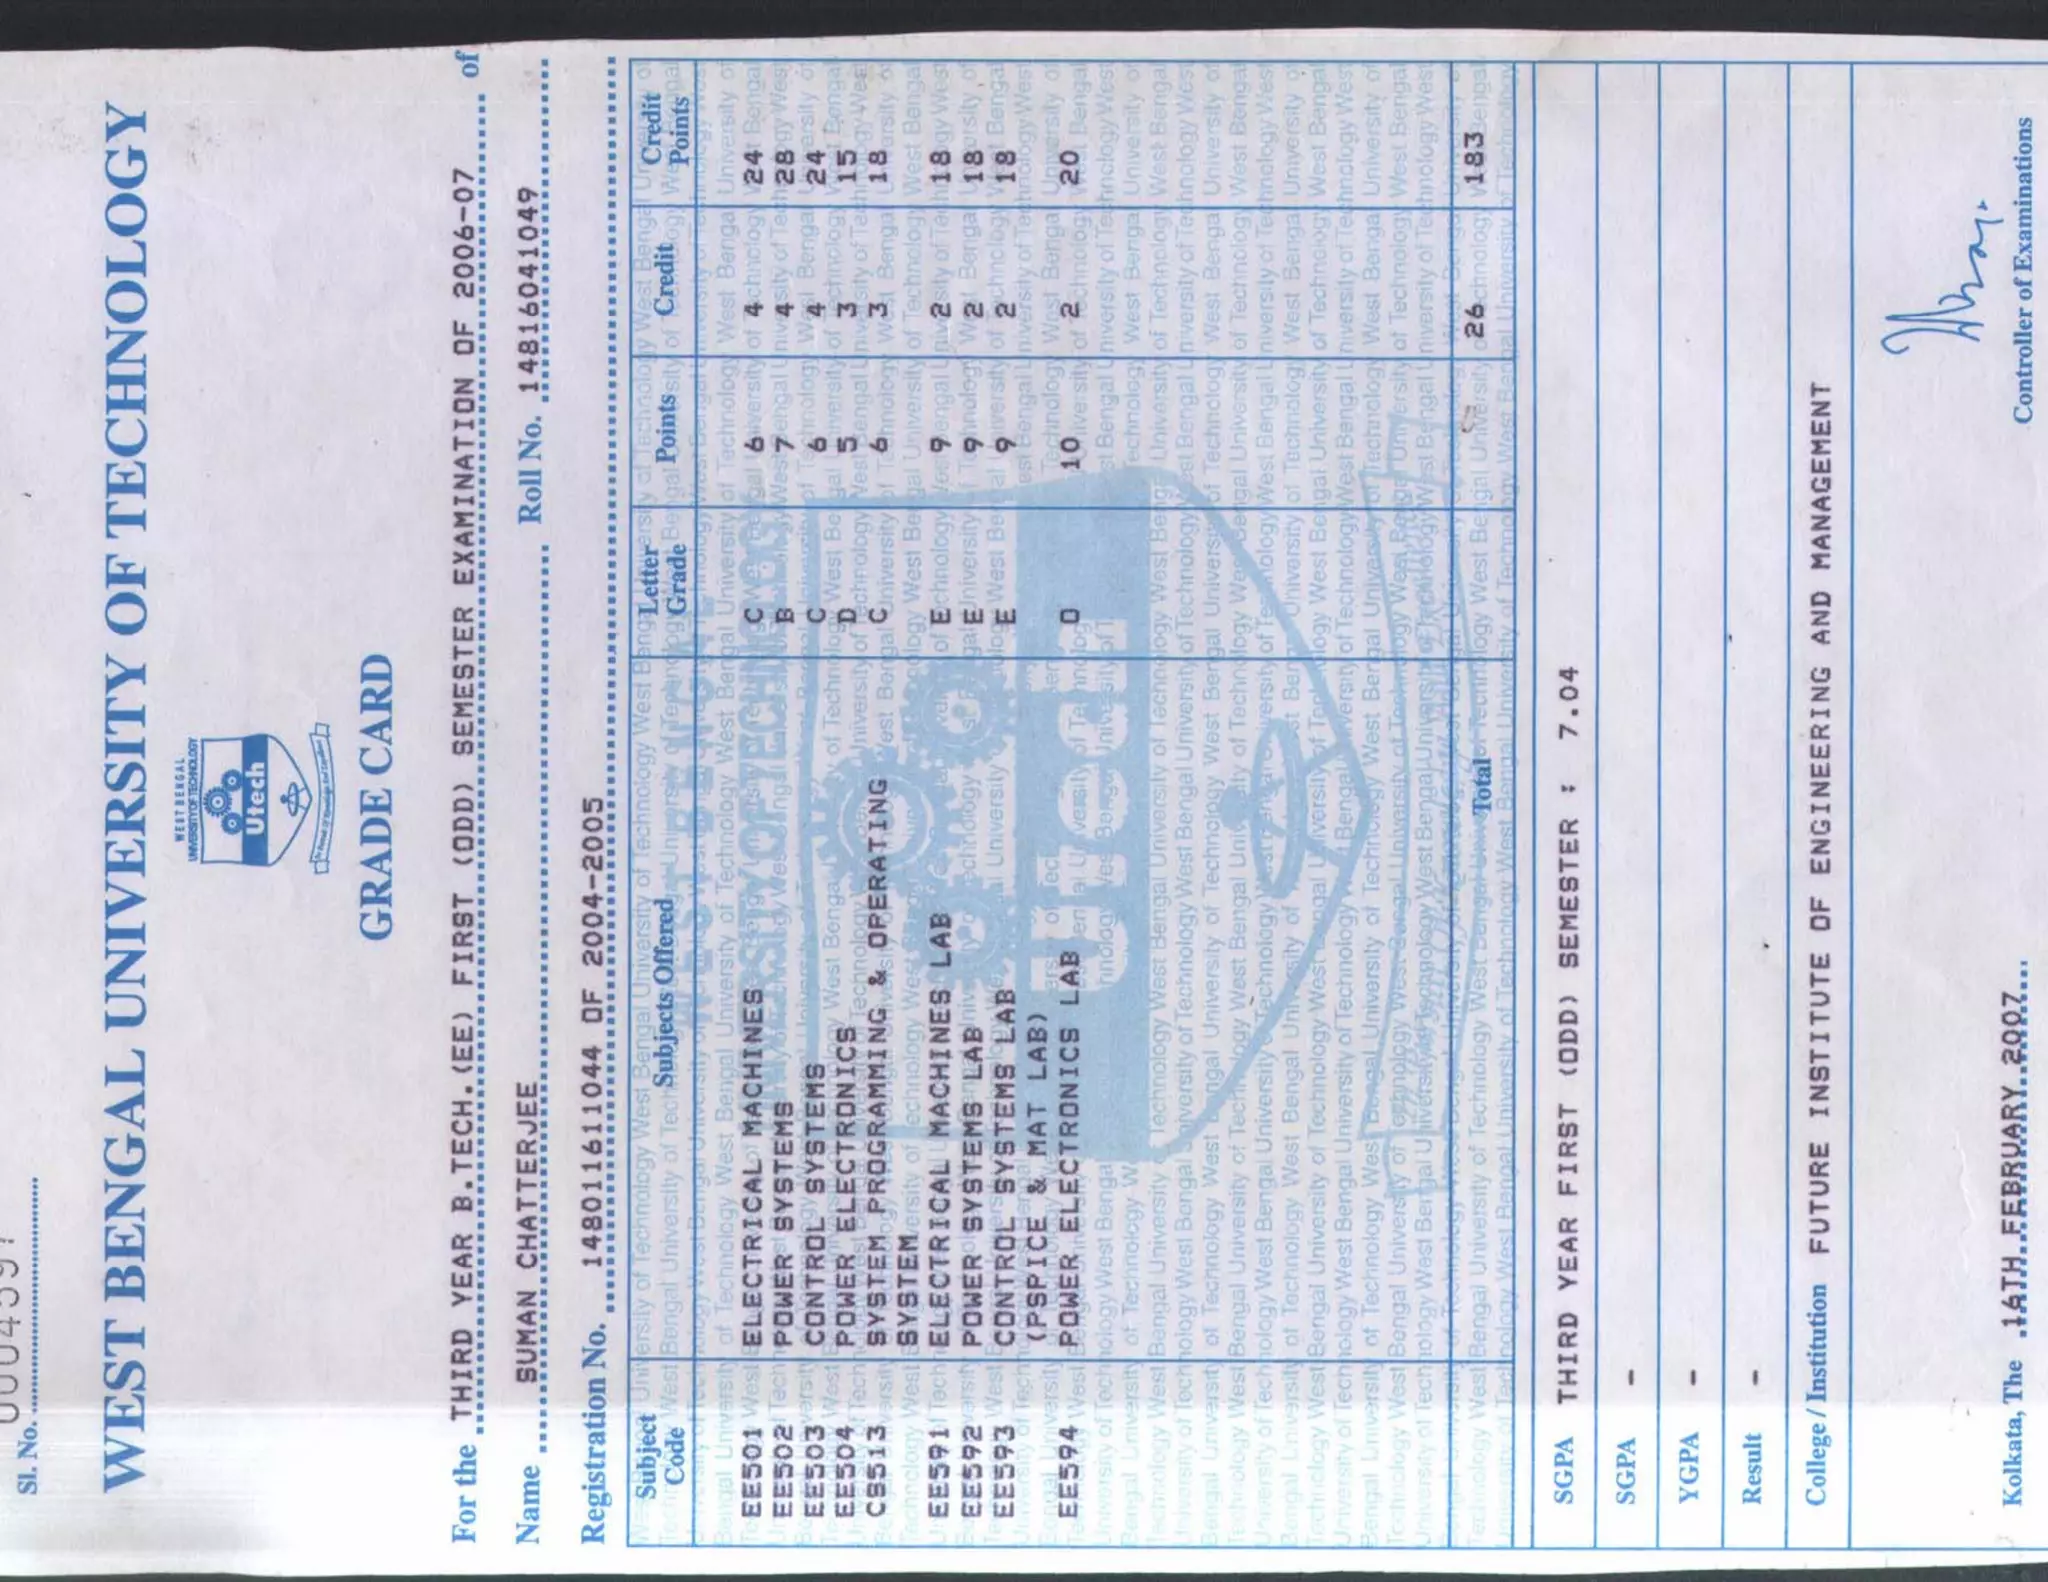 Sl. No.
WEST BENGAL UNIVERSITY OF TECHNOLOGY
WEST BENGAL
UNIVERSITY OF TECHNOLOGY
Utech
GRADE CARD
For the THIRD YEAR B.TECH.(EE) FIRST (ODD) SEMESTER EXAMINATION OF 2006-07 of
Name SUMAN CHATTERJEE Roll No. 14816041049
Registration No. 148011611044 OF 2004-2005
Subject Code Subjects Offered Letter Grade Points Credit Credit Points
EE501 ELECTRICAL MACHINES C 6 4 24
EE502 POWER SYSTEMS B 7 4 28
EE503 CONTROL SYSTEMS C 6 4 24
EE504 POWER ELECTRONICS D 5 3 15
CS513 SYSTEM PROGRAMMING & OPERATING C 6 3 18
SYSTEM
EE591 ELECTRICAL MACHINES LAB E 9 2 18
EE592 POWER SYSTEMS LAB E 9 2 18
EE593 CONTROL SYSTEMS LAB E 9 2 18
(PSPICE & MAT LAB)
EE594 POWER ELECTRONICS LAB O 10 2 20
Total 26 183
SGPA THIRD YEAR FIRST (ODD) SEMESTER : 7.04
SGPA -
YGPA -
Result -
College / Institution FUTURE INSTITUTE OF ENGINEERING AND MANAGEMENT
Kolkata, The 16TH FEBRUARY 2007 Controller of Examinations